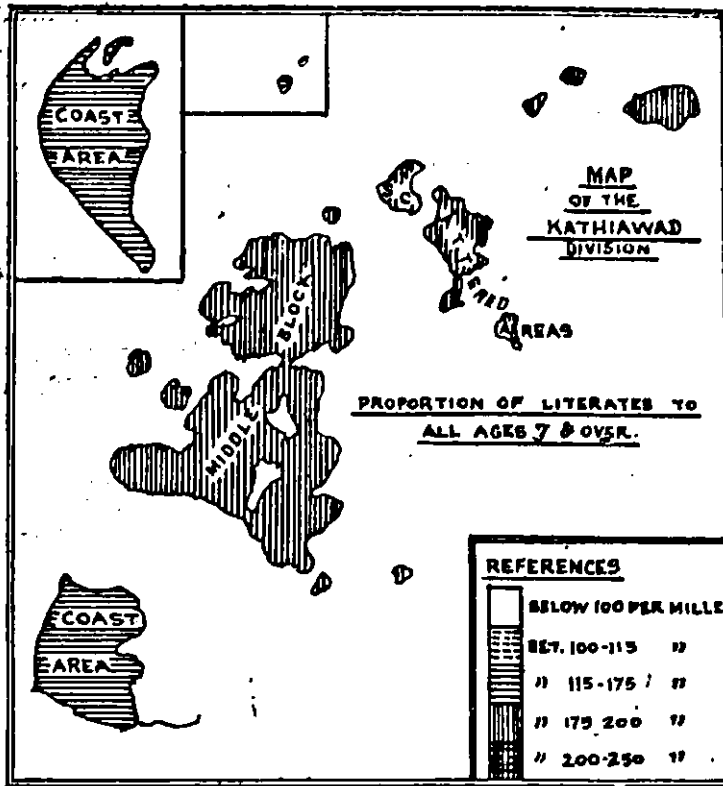 COAST
AREA
MAP
OF THE
KATHIAWAD
DIVISION
SCATTERED
AREAS
MIDDLE BLOCK
PROPORTION OF LITERATES TO
ALL AGES 7 & OVER.
COAST
AREA
REFERENCES
BELOW 100 PER MILLE
BET. 100-115 "
" 115-175 "
" 175 200 "
" 200-250 "